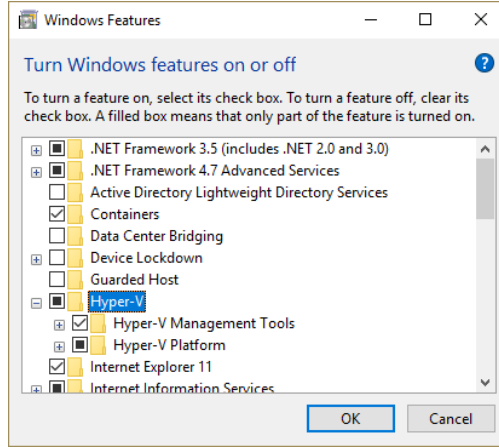 Windows Features
Turn Windows features on or off
?
To turn a feature on, select its check box. To turn a feature off, clear its
check box. A filled box means that only part of the feature is turned on.
.NET Framework 3.5 (includes .NET 2.0 and 3.0)
.NET Framework 4.7 Advanced Services
Active Directory Lightweight Directory Services
Containers
Data Center Bridging
Device Lockdown
Guarded Host
Hyper-V
Hyper-V Management Tools
Hyper-V Platform
Internet Explorer 11
Internet Information Services
OK Cancel